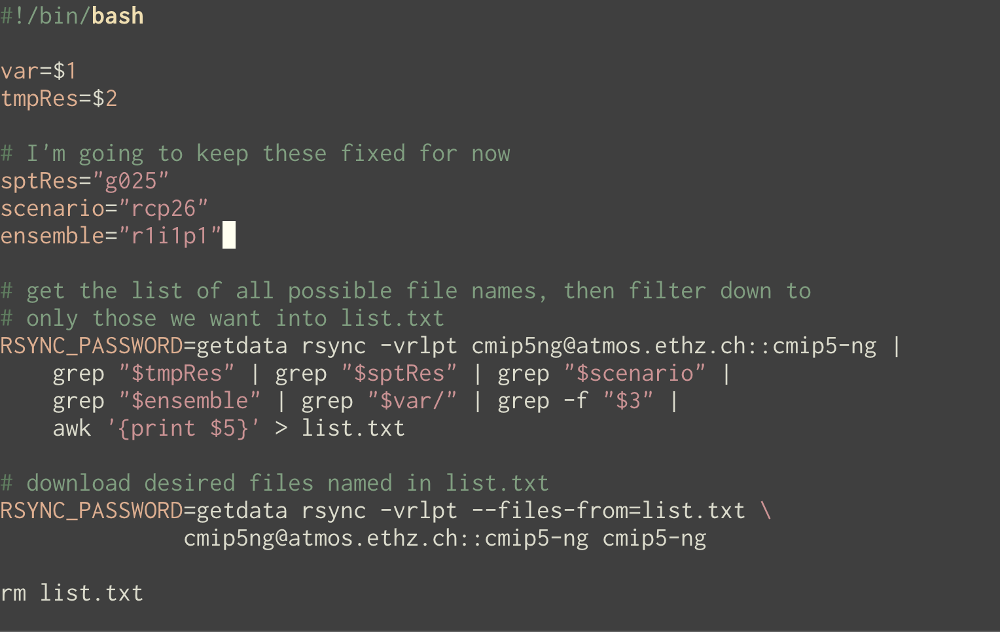 #!/bin/bash
var=$1
tmpRes=$2
# I'm going to keep these fixed for now
sptRes="g025"
scenario="rcp26"
ensemble="r1i1p1"
# get the list of all possible file names, then filter down to
# only those we want into list.txt
RSYNC_PASSWORD=getdata rsync -vrlpt cmip5ng@atmos.ethz.ch::cmip5-ng |
grep "$tmpRes" | grep "$sptRes" | grep "$scenario" |
grep "$ensemble" | grep "$var/" | grep -f "$3" |
awk '{print $5}' > list.txt
# download desired files named in list.txt
RSYNC_PASSWORD=getdata rsync -vrlpt --files-from=list.txt \
cmip5ng@atmos.ethz.ch::cmip5-ng cmip5-ng
rm list.txt